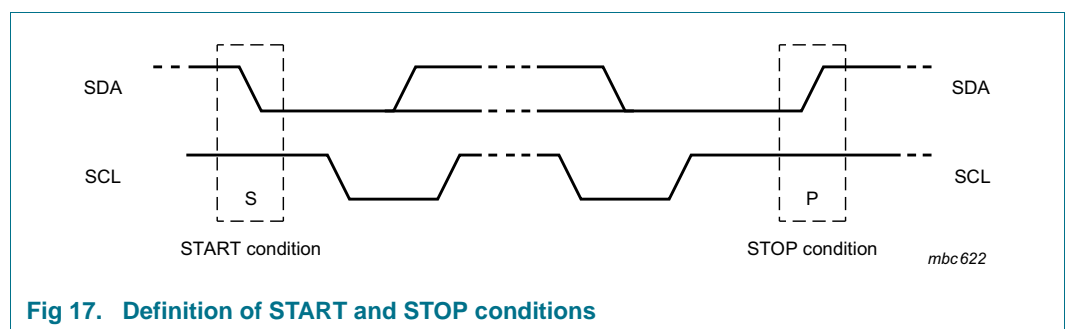 SDA
SDA
SCL
SCL
S
P
START condition
STOP condition
mbc622
Fig 17. Definition of START and STOP conditions